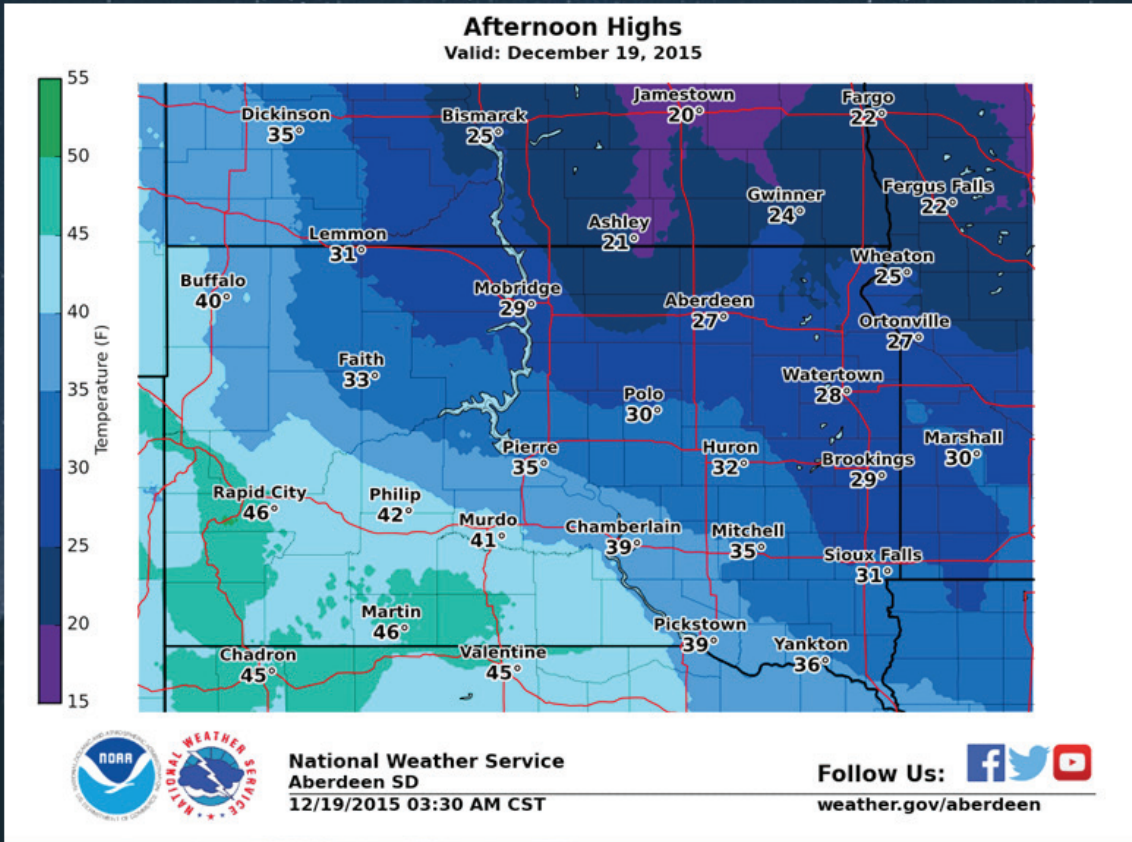 Afternoon Highs
Valid: December 19, 2015
55
50
45
40
35
30
25
20
15
Temperature (F)
Dickinson
35°
Bismarck
25°
Jamestown
20°
Fargo
22°
Gwinner
24°
Fergus Falls
22°
Ashley
21°
Lemmon
31°
Wheaton
25°
Buffalo
40°
Mobridge
29°
Aberdeen
27°
Ortonville
27°
Faith
33°
Watertown
28°
Polo
30°
Pierre
35°
Huron
32°
Brookings
29°
Marshall
30°
Rapid City
46°
Philip
42°
Murdo
41°
Chamberlain
39°
Mitchell
35°
Sioux Falls
31°
Martin
46°
Pickstown
39°
Yankton
36°
Chadron
45°
Valentine
45°
NOAA
NATIONAL WEATHER SERVICE
National Weather Service
Aberdeen SD
12/19/2015 03:30 AM CST
Follow Us:
weather.gov/aberdeen